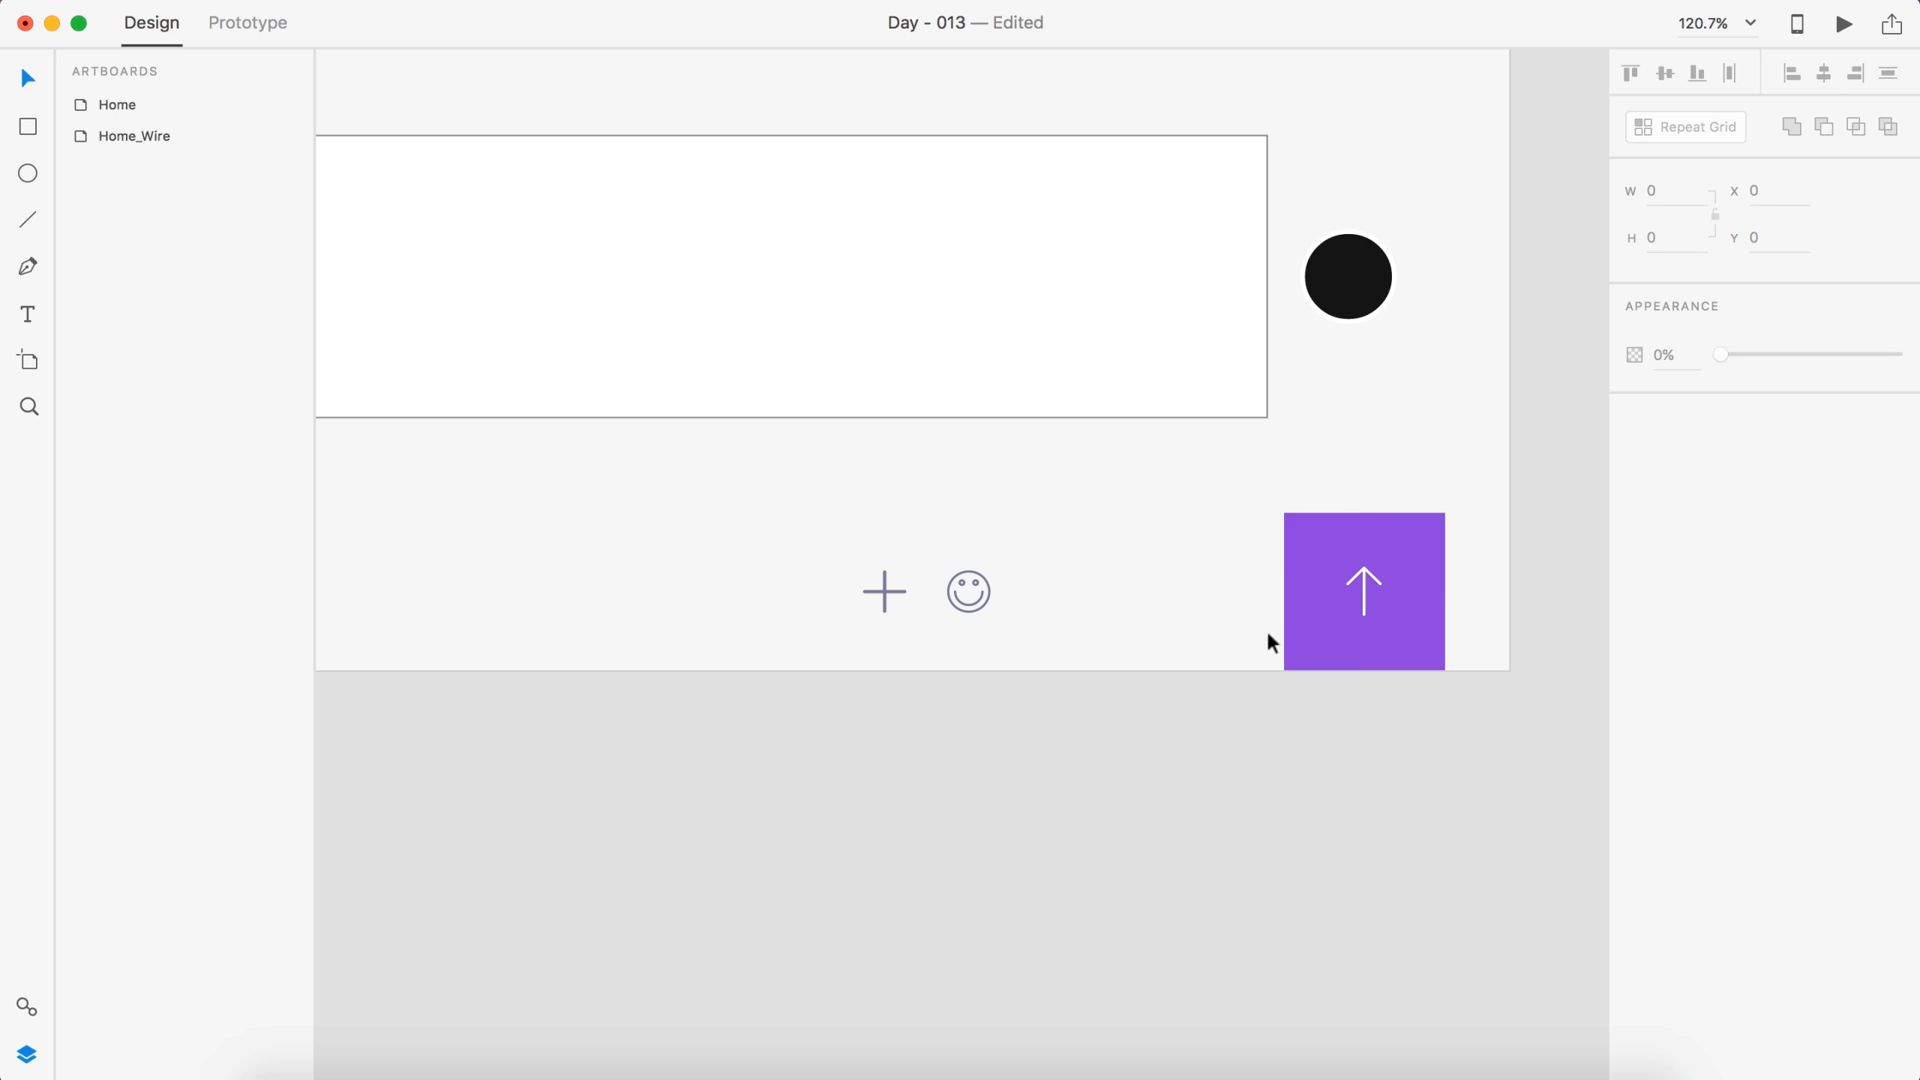 Design
Prototype
Day - 013 — Edited
120.7%
ARTBOARDS
Home
Home_Wire
Repeat Grid
W 0
X 0
H 0
Y 0
APPEARANCE
0%